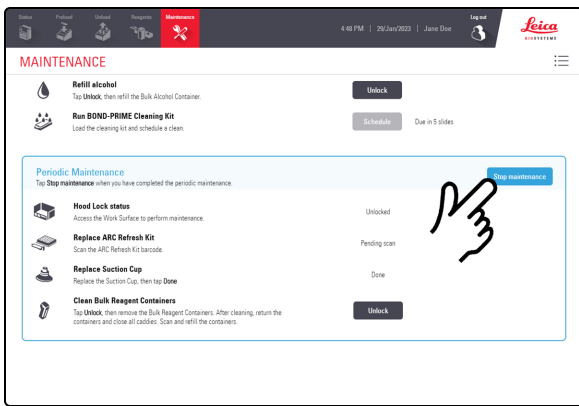 Status Preload Unload Reagents Maintenance
4:48 PM | 29/Jan/2023 | Jane Doe
Log out
Leica
BIOSYSTEMS
MAINTENANCE
Refill alcohol
Tap Unlock, then refill the Bulk Alcohol Container.
Unlock
Run BOND-PRIME Cleaning Kit
Load the cleaning kit and schedule a clean.
Schedule Due in 5 slides
Periodic Maintenance
Tap Stop maintenance when you have completed the periodic maintenance.
Stop maintenance
Hood Lock status
Access the Work Surface to perform maintenance.
Unlocked
Replace ARC Refresh Kit
Scan the ARC Refresh Kit barcode.
Pending scan
Replace Suction Cup
Replace the Suction Cup, then tap Done
Done
Clean Bulk Reagent Containers
Tap Unlock, then remove the Bulk Reagent Containers. After cleaning, return the
containers and close all caddies. Scan and refill the containers.
Unlock